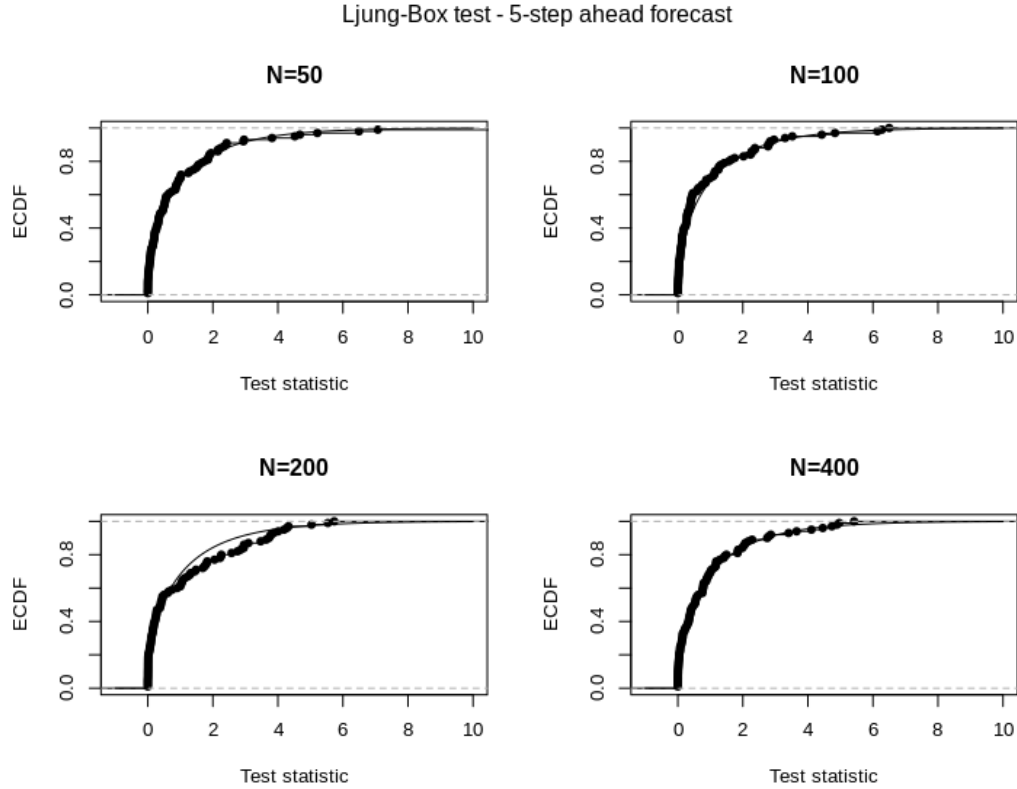 Ljung-Box test - 5-step ahead forecast
N=50
ECDF
0.0 0.4 0.8
0 2 4 6 8 10
Test statistic
N=100
ECDF
0.0 0.4 0.8
0 2 4 6 8 10
Test statistic
N=200
ECDF
0.0 0.4 0.8
0 2 4 6 8 10
Test statistic
N=400
ECDF
0.0 0.4 0.8
0 2 4 6 8 10
Test statistic